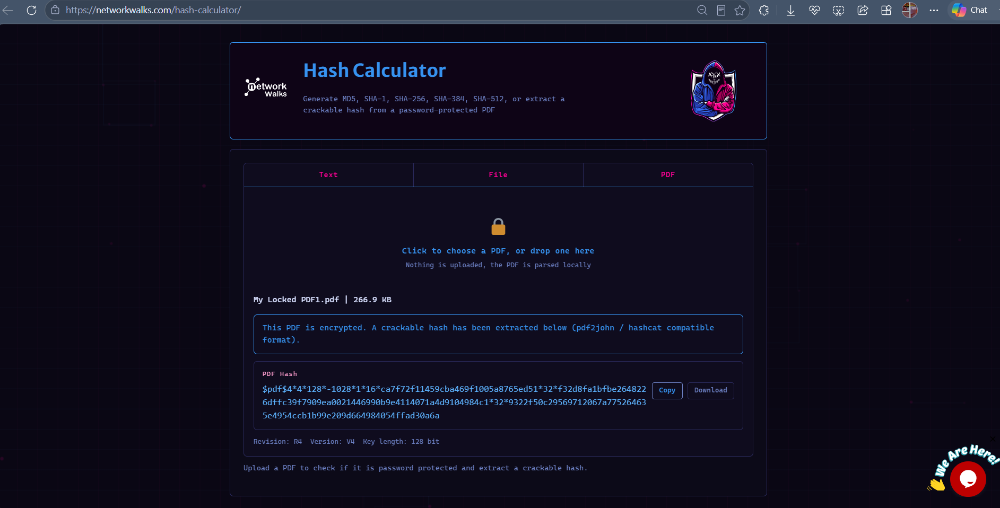 https://networkwalks.com/hash-calculator/
Chat
network
Walks
Hash Calculator
Generate MD5, SHA-1, SHA-256, SHA-384, SHA-512, or extract a
crackable hash from a password-protected PDF
Text
File
PDF
Click to choose a PDF, or drop one here
Nothing is uploaded, the PDF is parsed locally
My Locked PDF1.pdf | 266.9 KB
This PDF is encrypted. A crackable hash has been extracted below (pdf2john / hashcat compatible
format).
PDF Hash
$pdf$4*4*128*-1028*1*16*ca7f72f11459cba469f1005a8765ed51*32*f32d8fa1bfbe264822
6dffc39f7909ea0021446990b9e4114071a4d9104984c1*32*9322f50c29569712067a77526463
5e4954ccb1b99e209d664984054ffad30a6a
Copy
Download
Revision: R4 Version: V4 Key length: 128 bit
Upload a PDF to check if it is password protected and extract a crackable hash.
We Are Here!